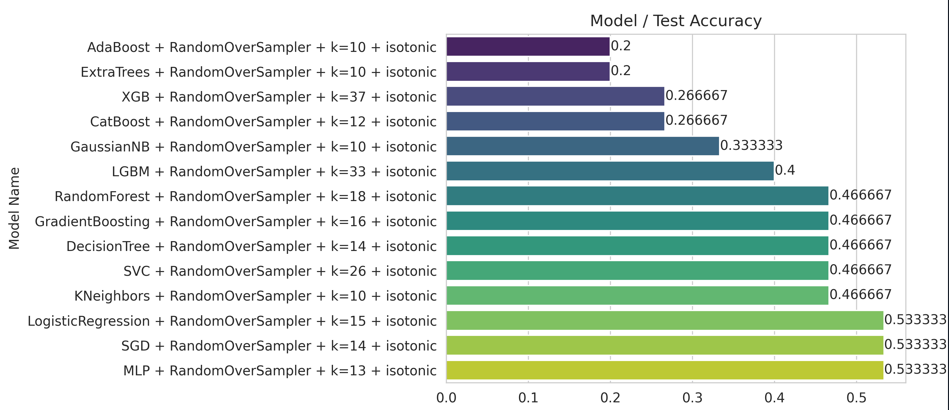 Model / Test Accuracy
Model Name
AdaBoost + RandomOverSampler + k=10 + isotonic 0.2
ExtraTrees + RandomOverSampler + k=10 + isotonic 0.2
XGB + RandomOverSampler + k=37 + isotonic 0.266667
CatBoost + RandomOverSampler + k=12 + isotonic 0.266667
GaussianNB + RandomOverSampler + k=10 + isotonic 0.333333
LGBM + RandomOverSampler + k=33 + isotonic 0.4
RandomForest + RandomOverSampler + k=18 + isotonic 0.466667
GradientBoosting + RandomOverSampler + k=16 + isotonic 0.466667
DecisionTree + RandomOverSampler + k=14 + isotonic 0.466667
SVC + RandomOverSampler + k=26 + isotonic 0.466667
KNeighbors + RandomOverSampler + k=10 + isotonic 0.466667
LogisticRegression + RandomOverSampler + k=15 + isotonic 0.533333
SGD + RandomOverSampler + k=14 + isotonic 0.533333
MLP + RandomOverSampler + k=13 + isotonic 0.533333
0.0 0.1 0.2 0.3 0.4 0.5